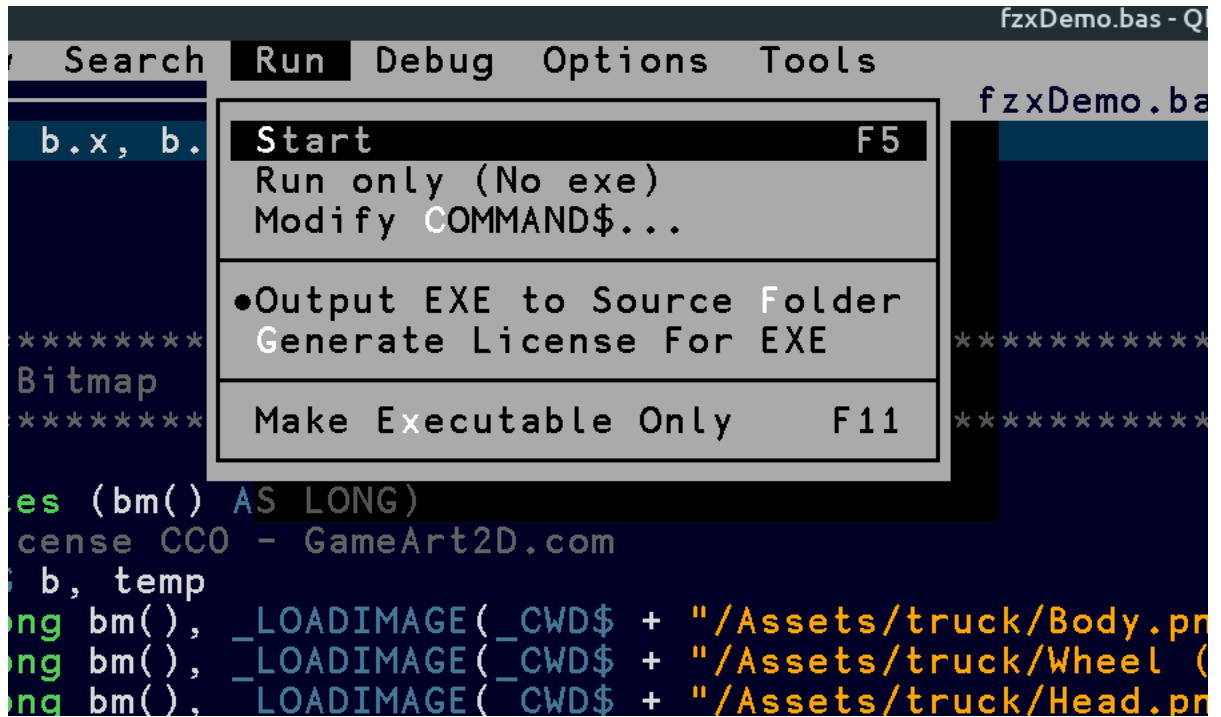 fzxDemo.bas - Q
Search Run Debug Options Tools
fzxDemo.ba
b.x, b.
Start F5
Run only (No exe)
Modify COMMAND$...
•Output EXE to Source Folder
Generate License For EXE
********* ***********
Bitmap
********* ***********
Make Executable Only F11
es (bm() AS LONG)
cense CC0 - GameArt2D.com
b, temp
ng bm(), _LOADIMAGE(_CWD$ + "/Assets/truck/Body.pn
ng bm(), _LOADIMAGE(_CWD$ + "/Assets/truck/Wheel (
ng bm(), _LOADIMAGE(_CWD$ + "/Assets/truck/Head.pn